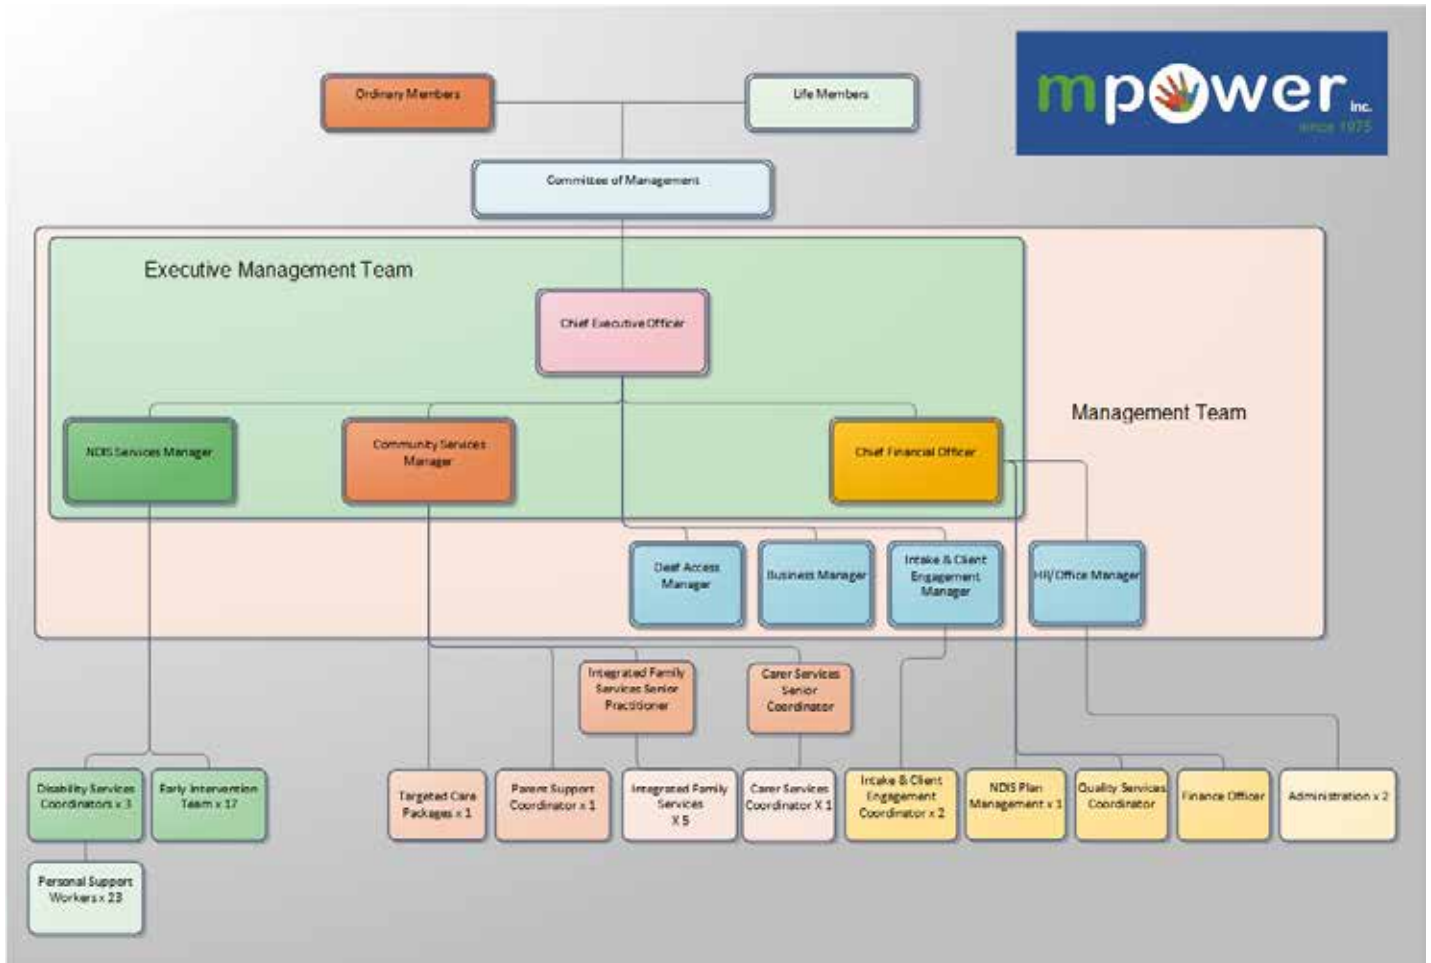 Ordinary Members
Life Members
mpower Inc.
since 1975
Committee of Management
Executive Management Team
Chief Executive Officer
Management Team
NDIS Services Manager
Community Services
Manager
Chief Financial Officer
Deaf Access
Manager
Business Manager
Intake & Client
Engagement
Manager
HR/Office Manager
Integrated Family
Services Senior
Practitioner
Carer Services
Senior
Coordinator
Disability Services
Coordinators x 3
Early Intervention
Team x 17
Targeted Care
Packages x 1
Parent Support
Coordinator x 1
Integrated Family
Services
X 5
Carer Services
Coordinator X 1
Intake & Client
Engagement
Coordinator x 2
NDIS Plan
Management x 1
Quality Services
Coordinator
Finance Officer
Administration x 2
Personal Support
Workers x 23